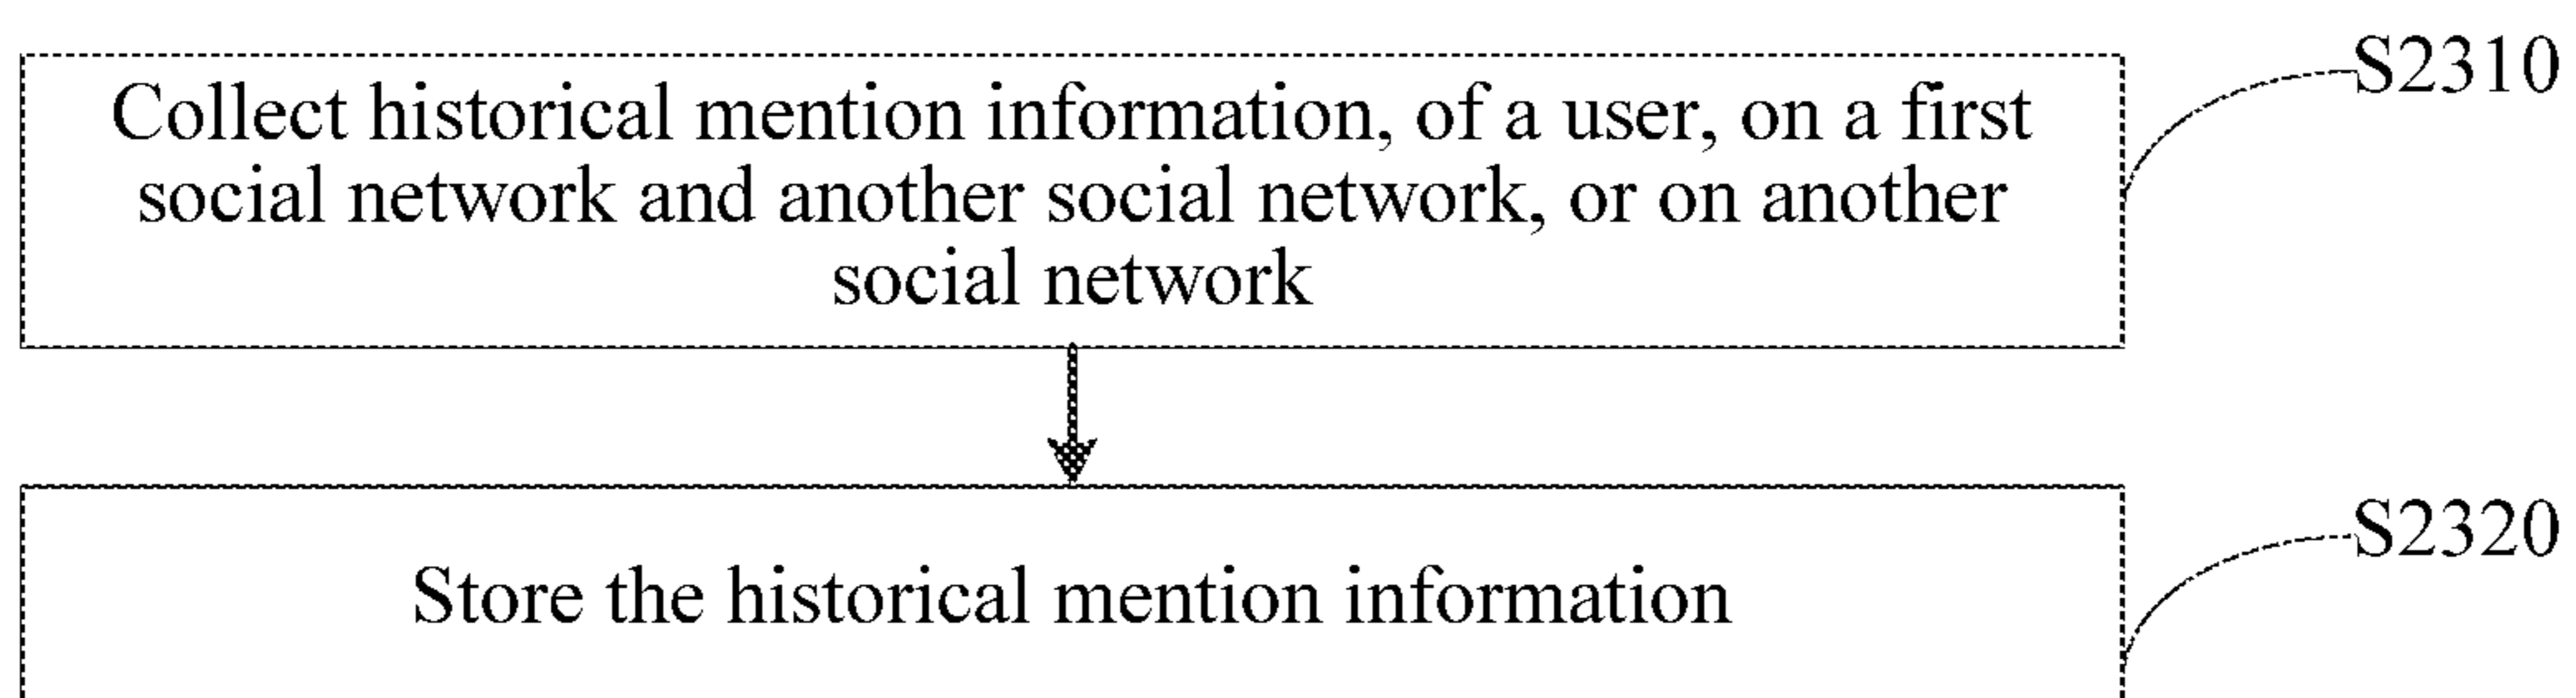 S2310
Collect historical mention information, of a user, on a first
social network and another social network, or on another
social network
S2320
Store the historical mention information